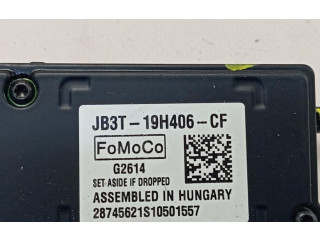 JB3T-19H406-CF
FoMoCo
G2614
SET ASIDE IF DROPPED
ASSEMBLED IN HUNGARY
28745621S10501557